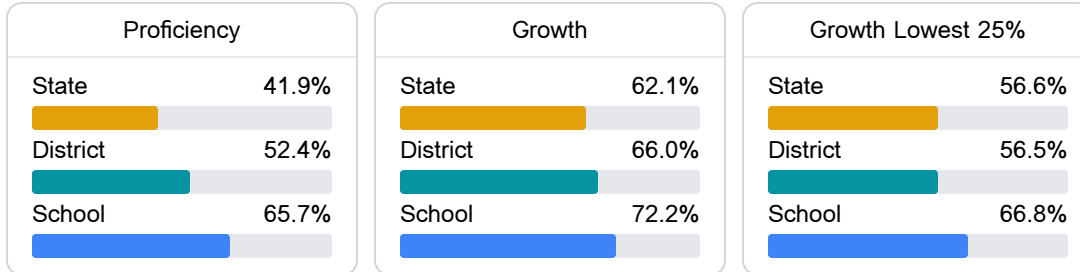 Proficiency
State 41.9%
District 52.4%
School 65.7%
Growth
State 62.1%
District 66.0%
School 72.2%
Growth Lowest 25%
State 56.6%
District 56.5%
School 66.8%